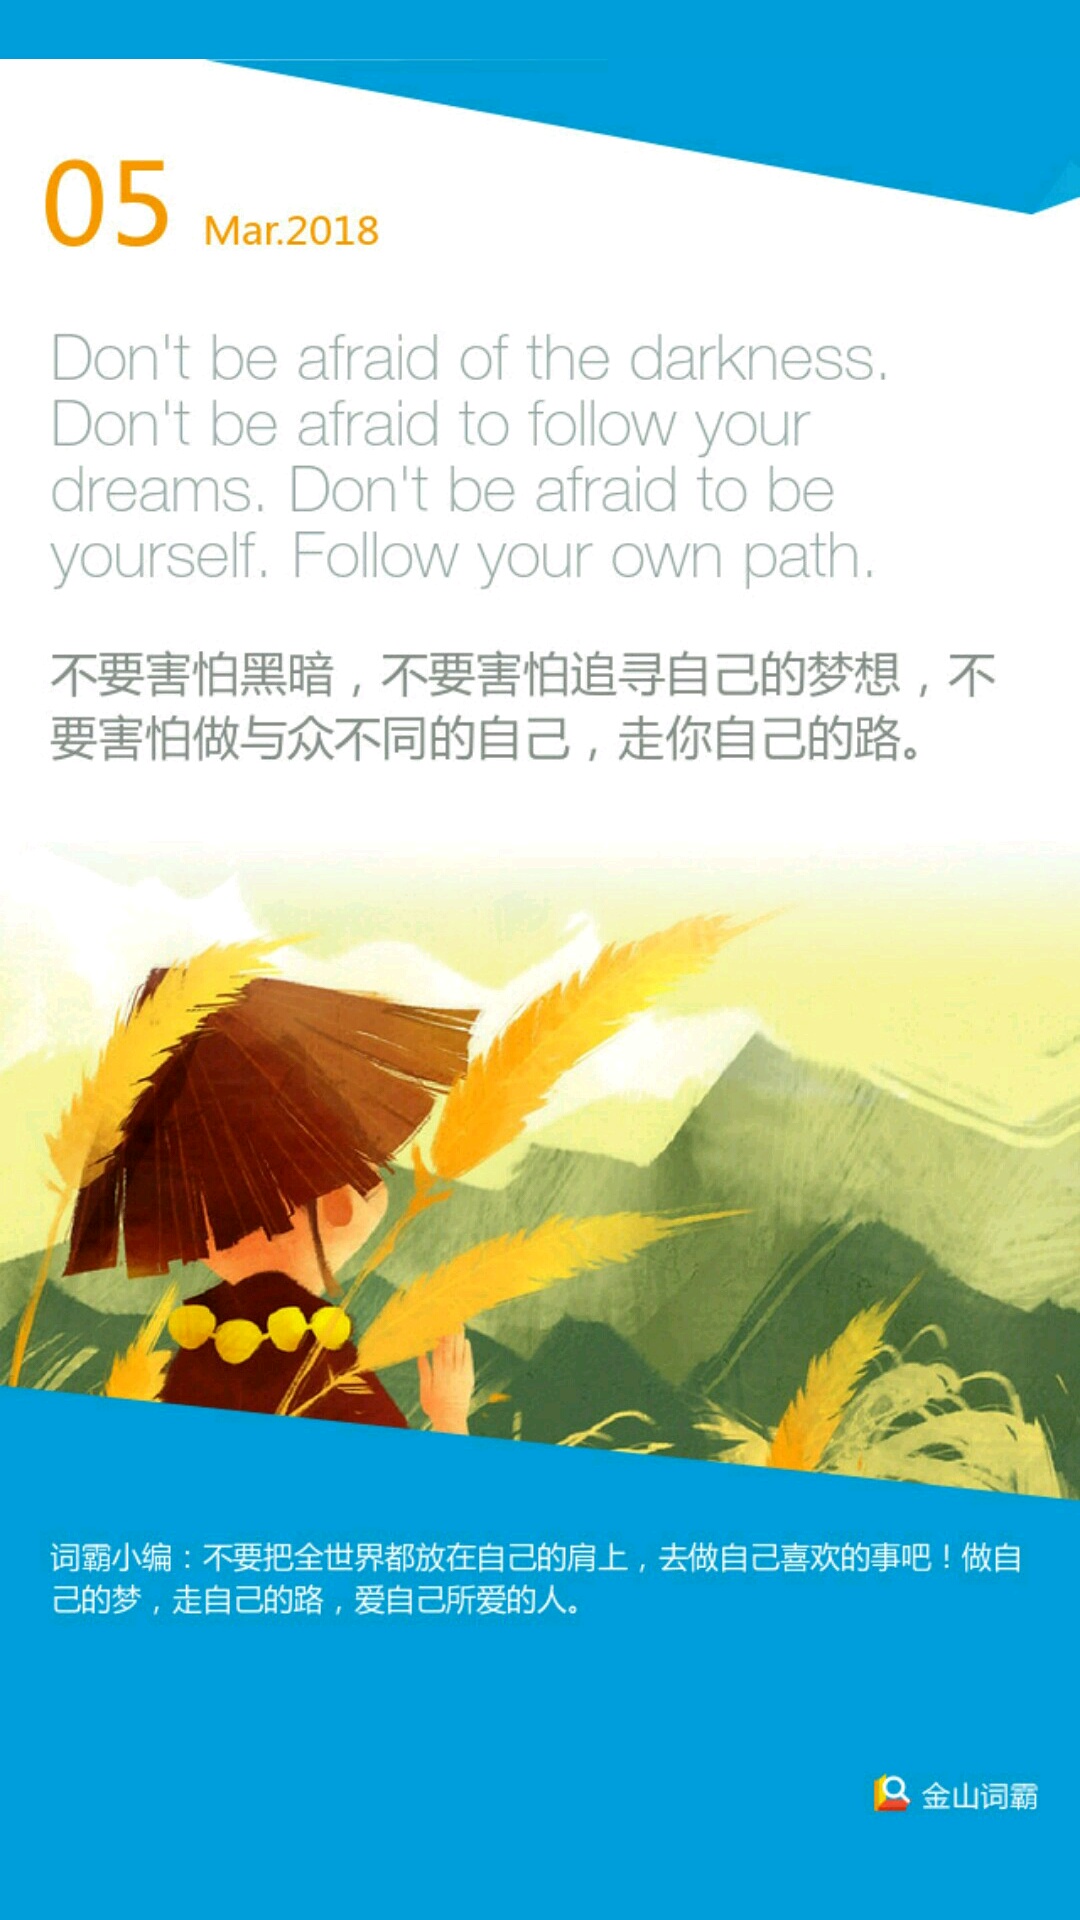 05 Mar.2018
Don't be afraid of the darkness.
Don't be afraid to follow your
dreams. Don't be afraid to be
yourself. Follow your own path.
不要害怕黑暗，不要害怕追寻自己的梦想，不
要害怕做与众不同的自己，走你自己的路。
词霸小编：不要把全世界都放在自己的肩上，去做自己喜欢的事吧！做自
己的梦，走自己的路，爱自己所爱的人。
金山词霸